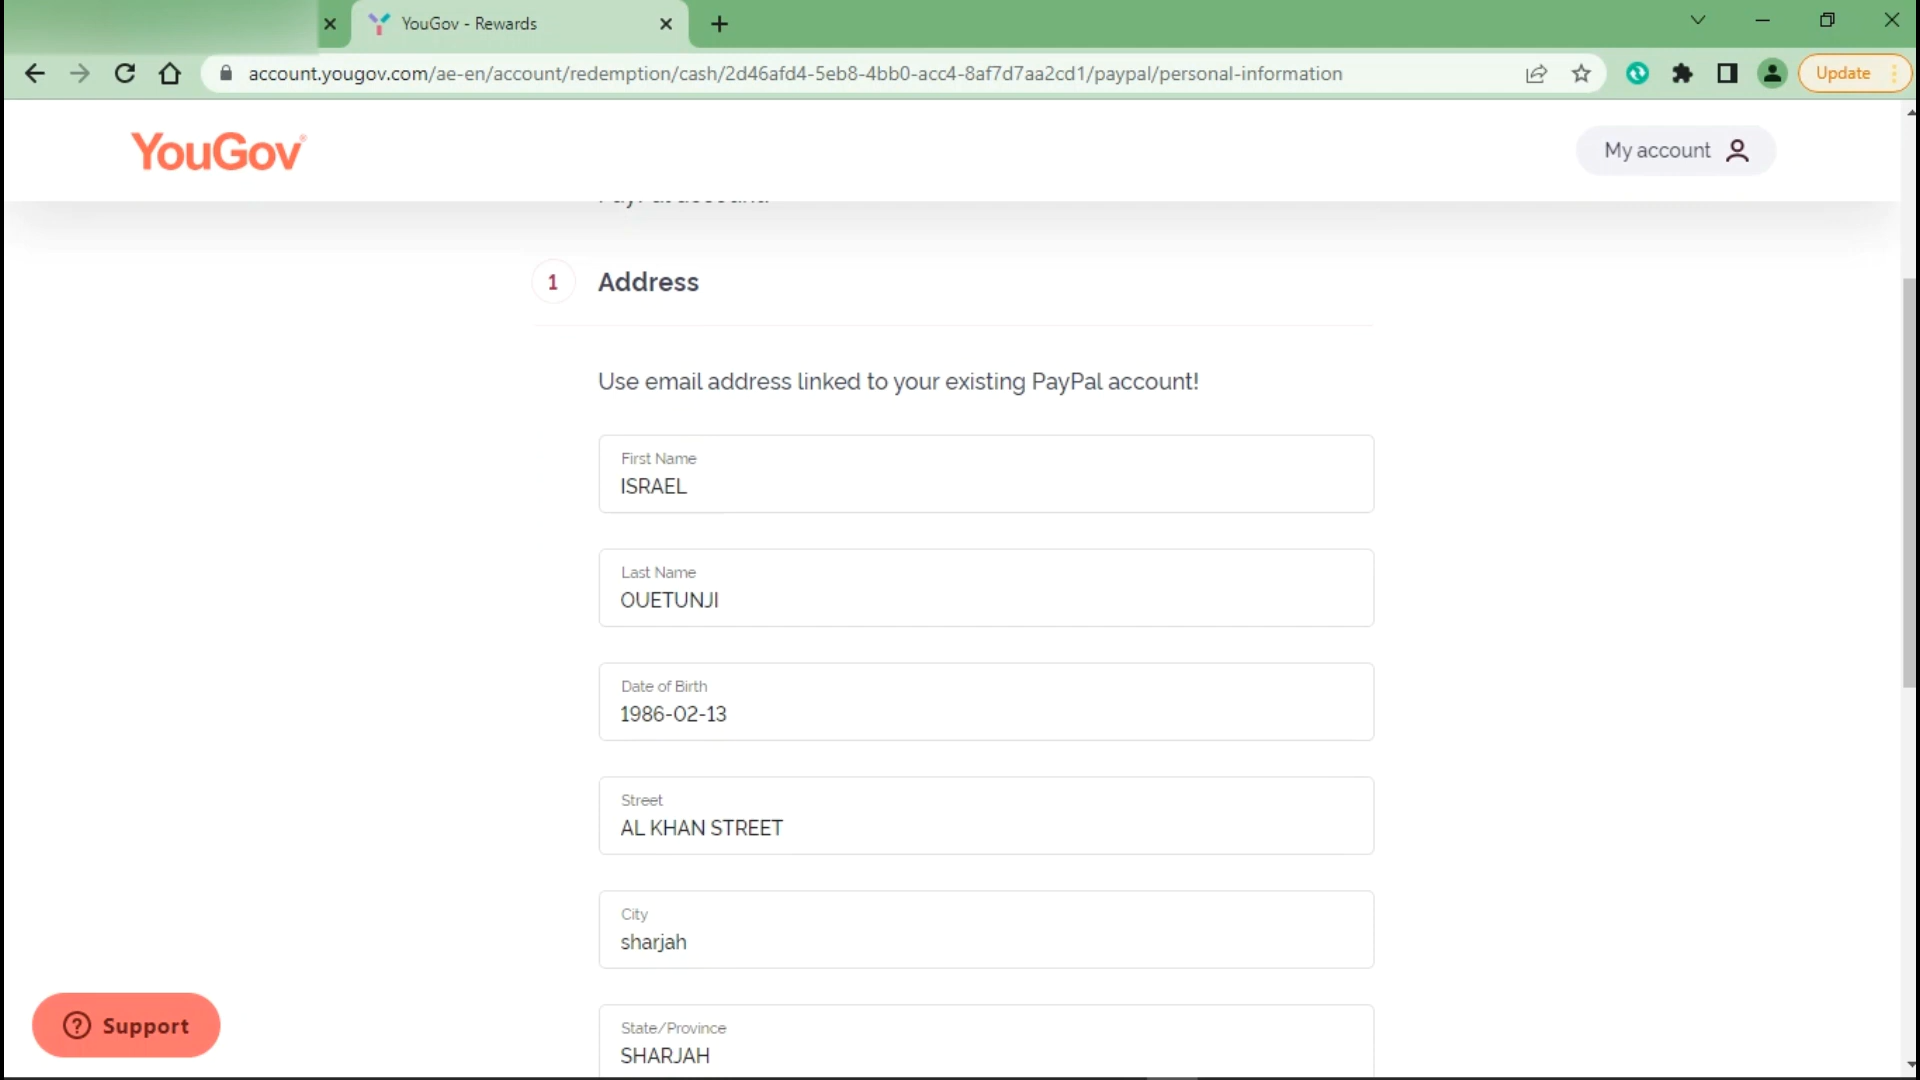 YouGov - Rewards
account.yougov.com/ae-en/account/redemption/cash/2d46afd4-5eb8-4bb0-acc4-8af7d7aa2cd1/paypal/personal-information
Update
YouGov
My account
1
Address
Use email address linked to your existing PayPal account!
First Name
ISRAEL
Last Name
OUETUNJI
Date of Birth
1986-02-13
Street
AL KHAN STREET
City
sharjah
State/Province
SHARJAH
Support